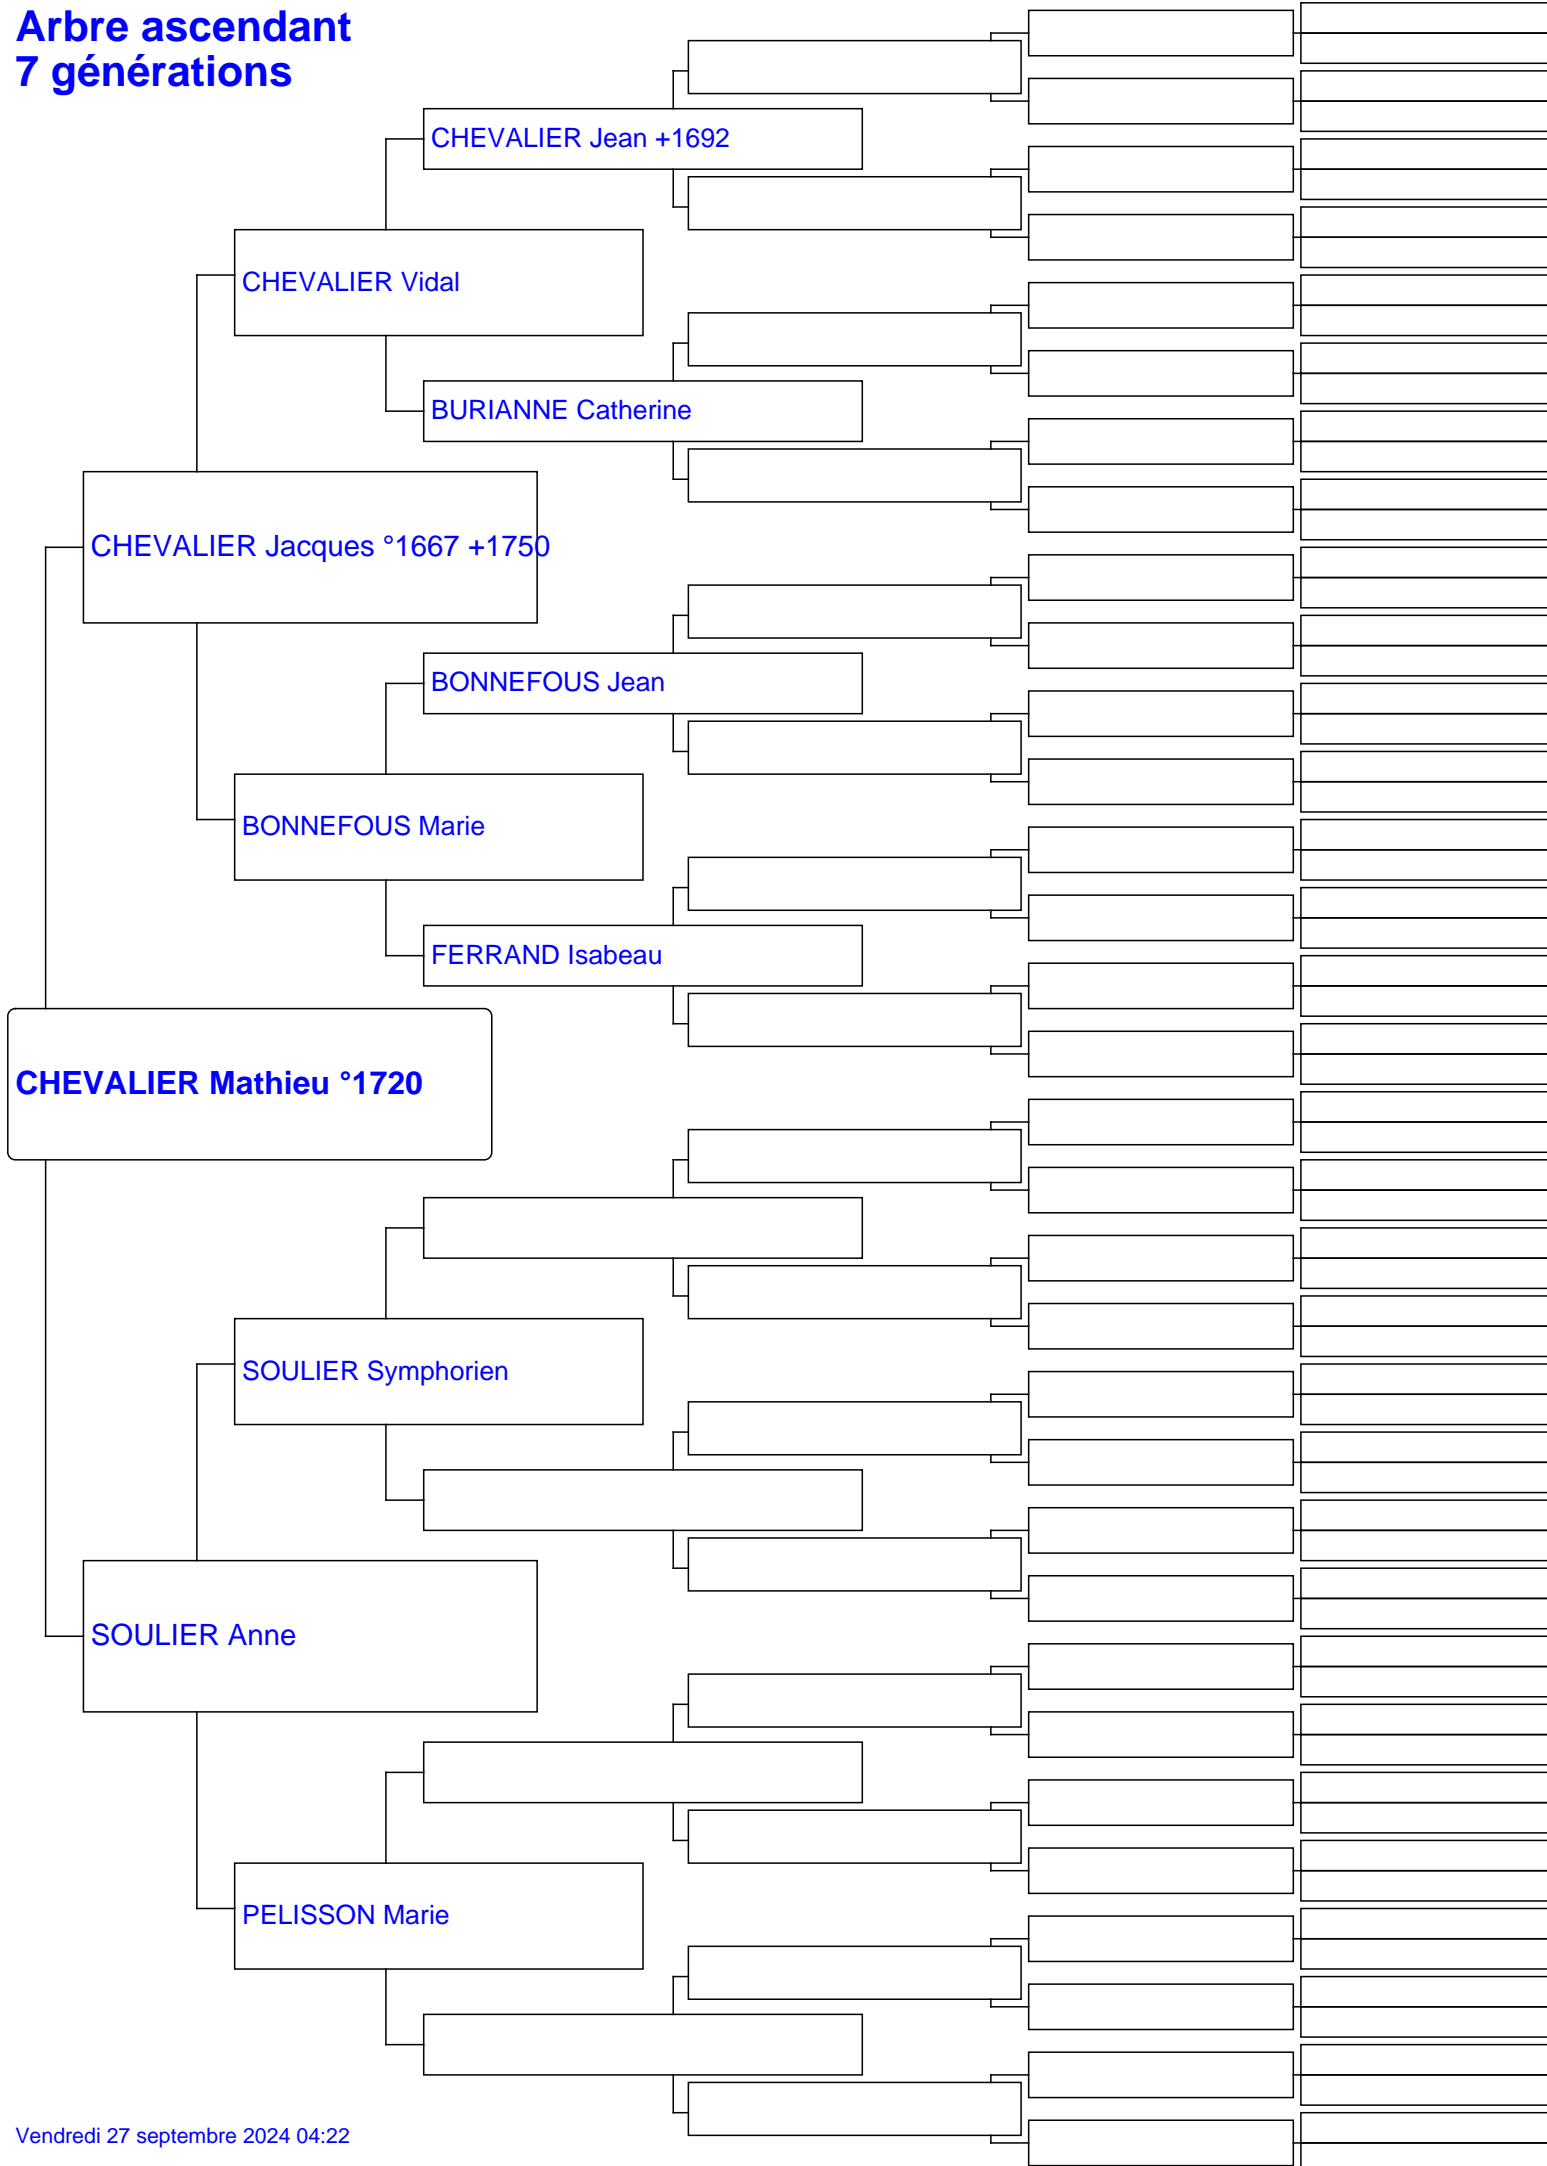 Arbre ascendant
7 générations
CHEVALIER Jean +1692
CHEVALIER Vidal
BURIANNE Catherine
CHEVALIER Jacques °1667 +1750
BONNEFOUS Jean
BONNEFOUS Marie
FERRAND Isabeau
CHEVALIER Mathieu °1720
SOULIER Symphorien
SOULIER Anne
PELISSON Marie
Vendredi 27 septembre 2024 04:22